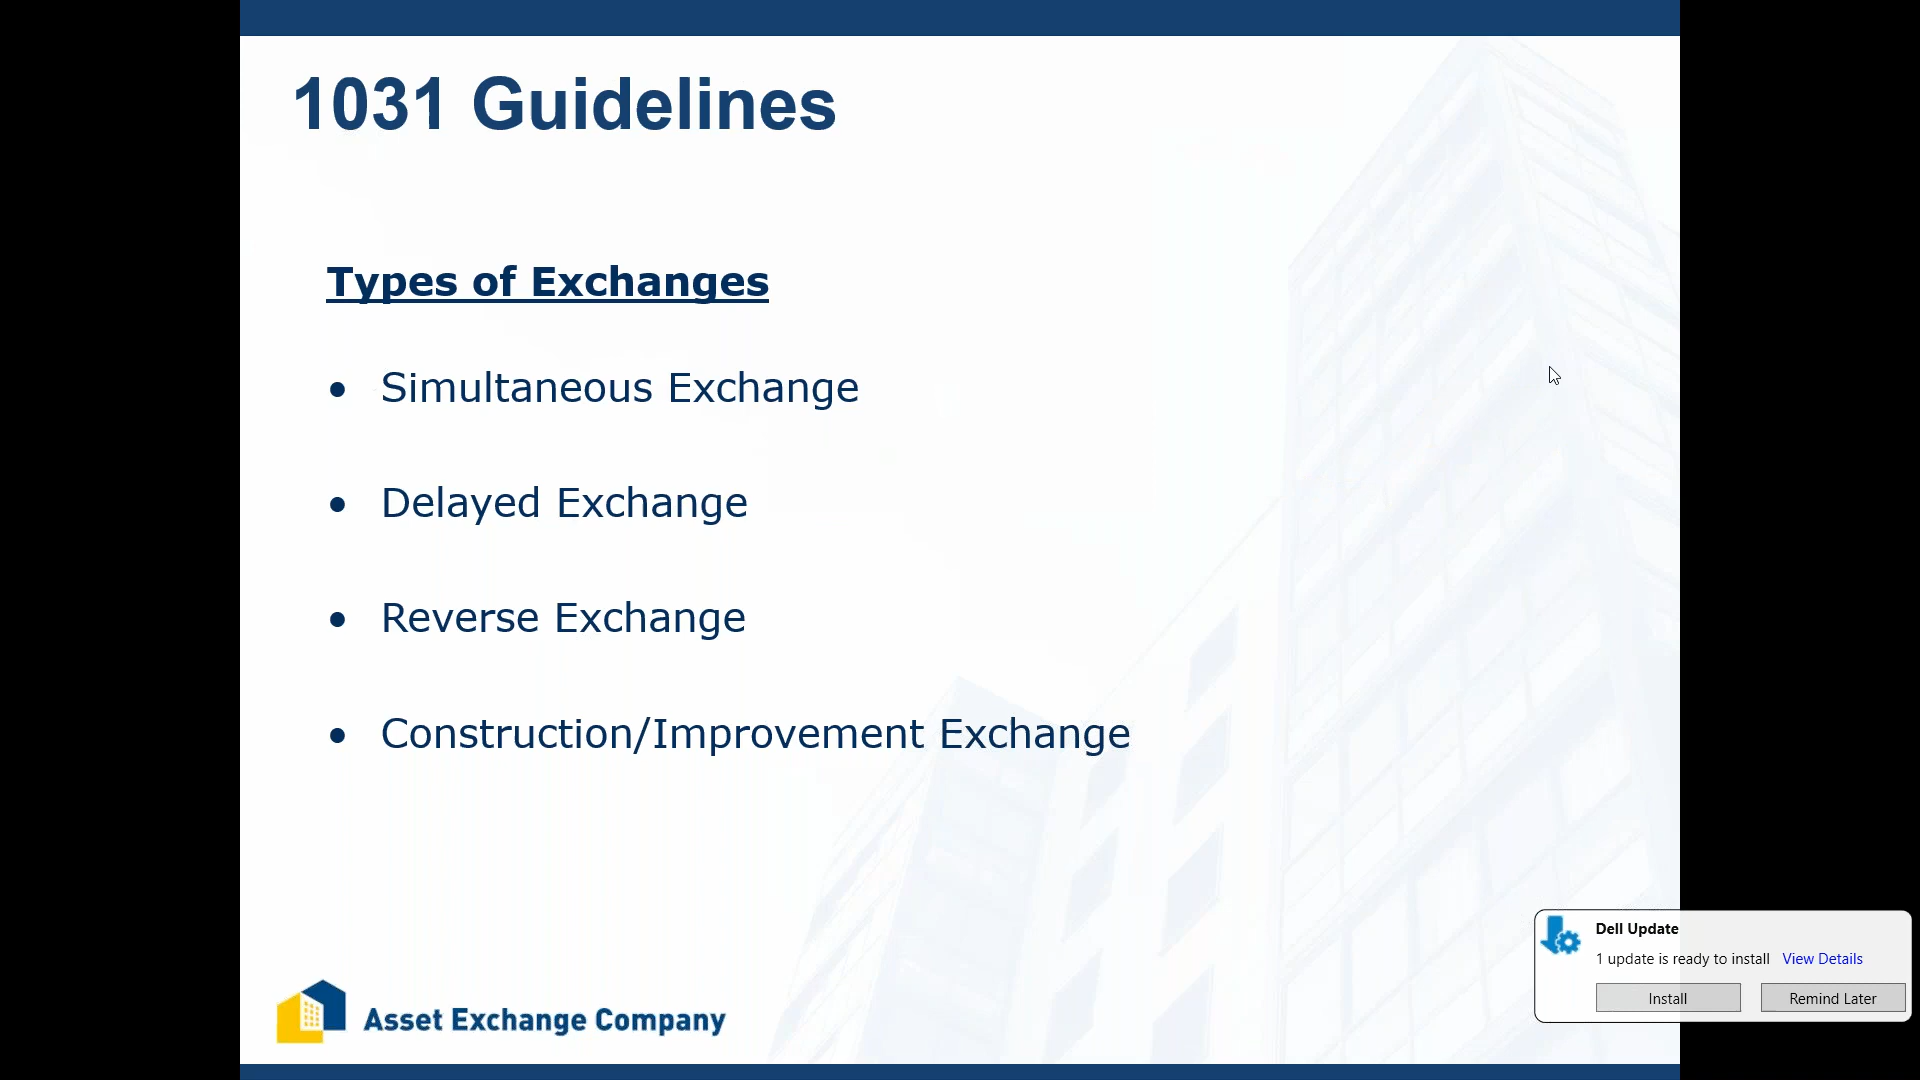 1031 Guidelines
Types of Exchanges
• Simultaneous Exchange
• Delayed Exchange
• Reverse Exchange
• Construction/Improvement Exchange
Asset Exchange Company
Dell Update
1 update is ready to install View Details
Install Remind Later